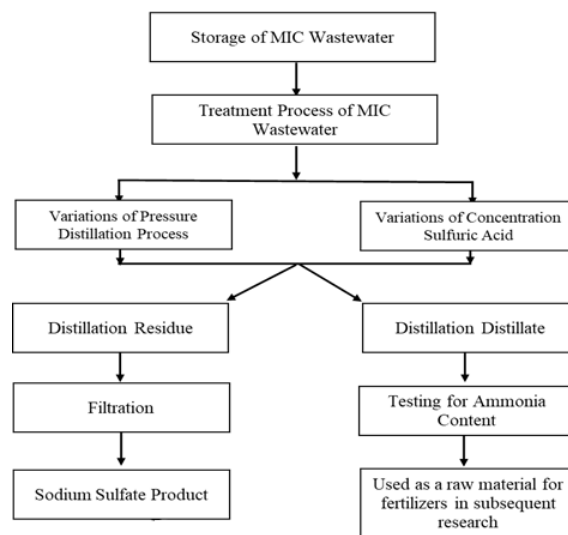 Storage of MIC Wastewater
Treatment Process of MIC
Wastewater
Variations of Pressure
Distillation Process
Variations of Concentration
Sulfuric Acid
Distillation Residue
Distillation Distillate
Filtration
Testing for Ammonia
Content
Sodium Sulfate Product
Used as a raw material for
fertilizers in subsequent
research